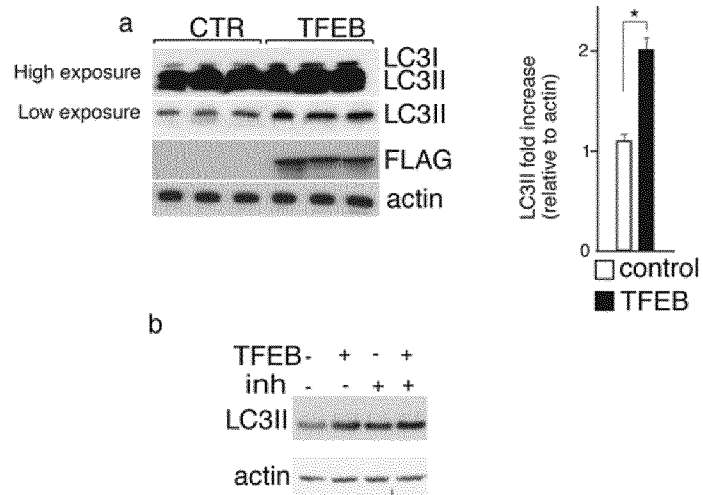 a
CTR TFEB
High exposure
LC3I
LC3II
Low exposure
LC3II
FLAG
actin
LC3II fold increase
(relative to actin)
2
1
0
*
control
TFEB
b
TFEB - + - +
inh - - + +
LC3II
actin